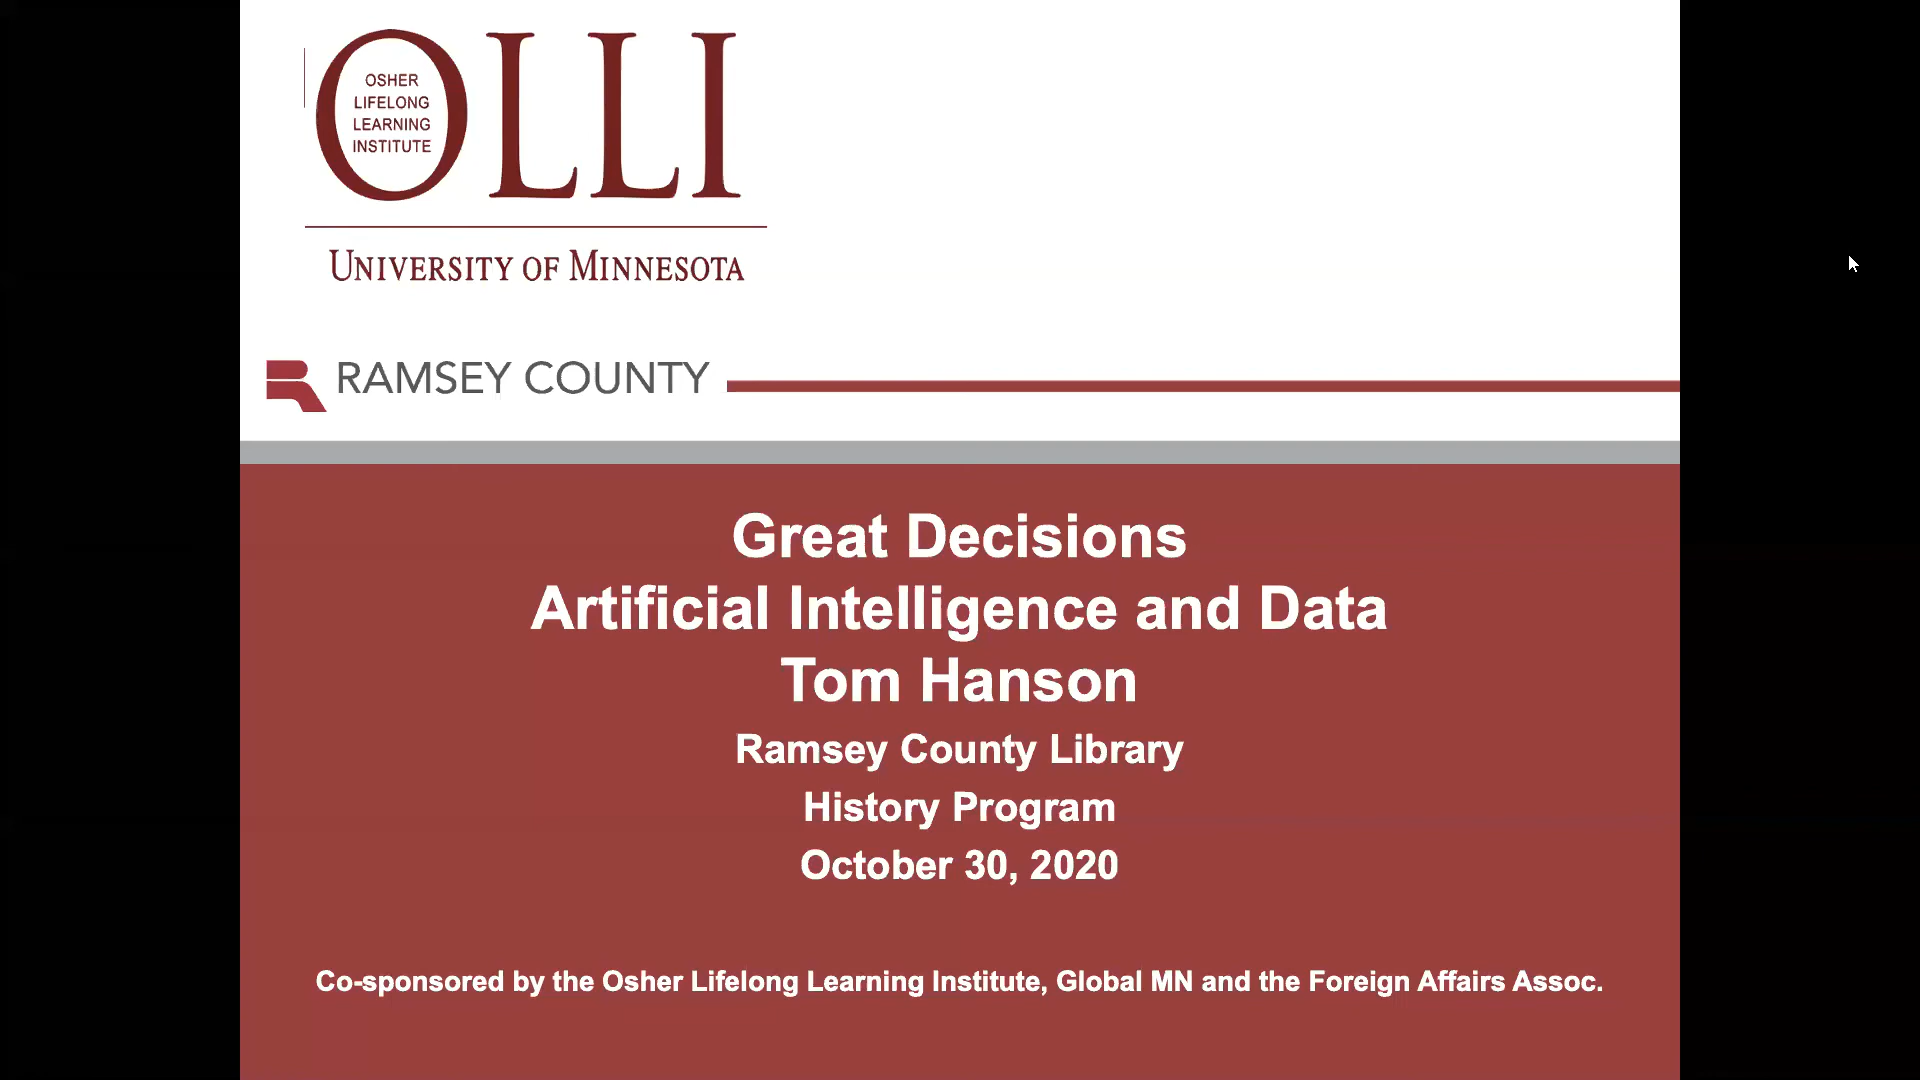 OLLI
OSHER
LIFELONG
LEARNING
INSTITUTE
UNIVERSITY OF MINNESOTA
RAMSEY COUNTY
Great Decisions
Artificial Intelligence and Data
Tom Hanson
Ramsey County Library
History Program
October 30, 2020
Co-sponsored by the Osher Lifelong Learning Institute, Global MN and the Foreign Affairs Assoc.